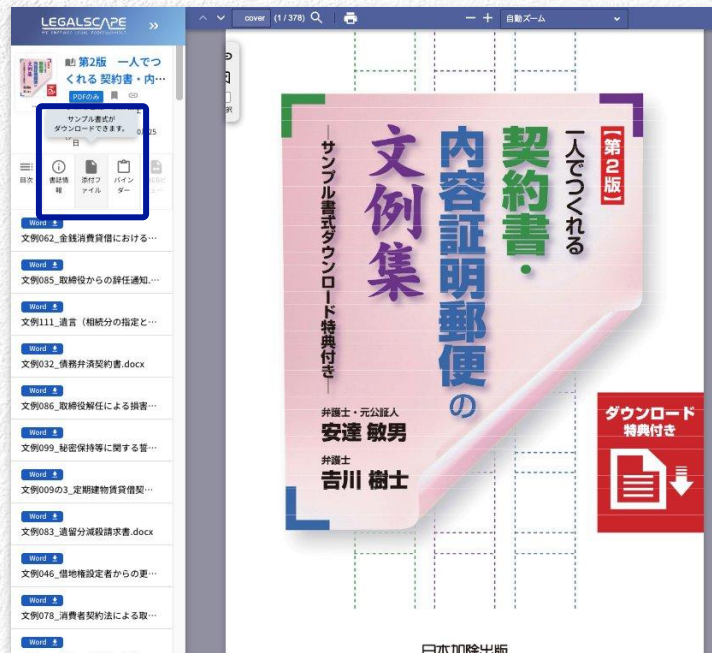 LEGALSCAPE
WE EMPOWER LEGAL PROFESSIONALS
»
第2版 一人でつ
くれる 契約書・内…
PDFのみ
サンプル書式が
ダウンロードできます。
25
日
目次
書誌情
報
添付フ
ァイル
バイン
ダー
Word
文例062_金銭消費貸借における…
Word
文例085_取締役からの辞任通知.…
Word
文例111_遺言（相続分の指定と…
Word
文例032_債務弁済契約書.docx
Word
文例086_取締役解任による損害…
Word
文例099_秘密保持等に関する誓…
Word
文例009の3_定期建物賃貸借契…
Word
文例083_遺留分減殺請求書.docx
Word
文例046_借地権設定者からの更…
Word
文例078_消費者契約法による取…
Word
cover (1 / 378)
自動ズーム
択
【第2版】
一人でつくれる
契約書・
内容証明郵便の
文例集
―サンプル書式ダウンロード特典付き―
弁護士・元公証人
安達 敏男
弁護士
吉川 樹士
ダウンロード
特典付き
日本加除出版